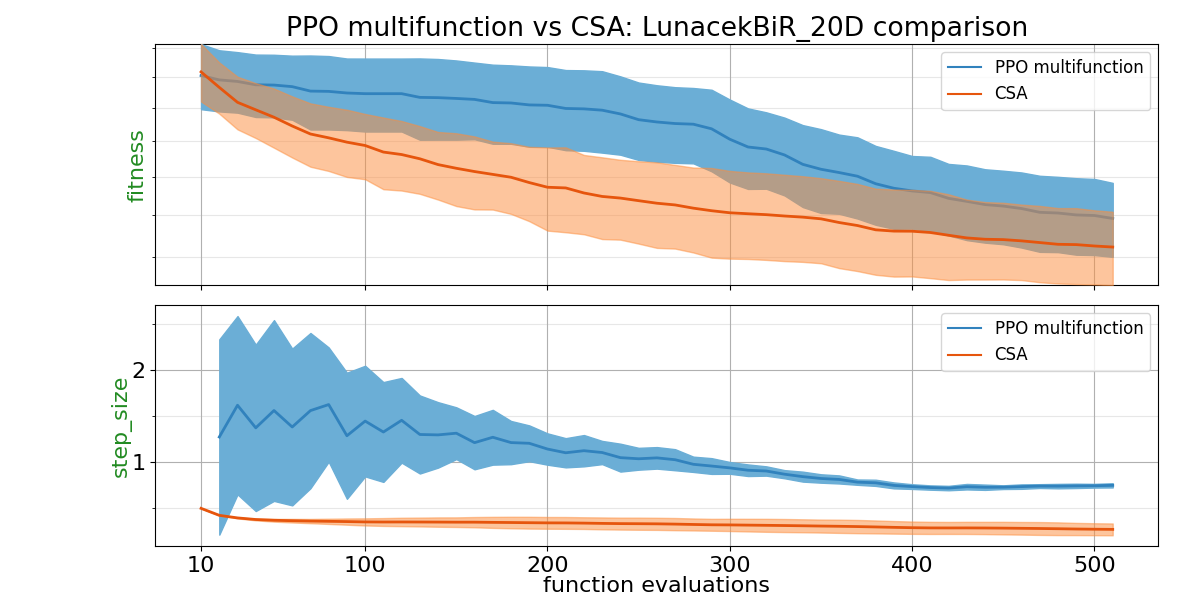 PPO multifunction vs CSA: LunacekBiR_20D comparison
fitness
PPO multifunction
CSA
step_size
2
1
PPO multifunction
CSA
10 100 200 300 400 500
function evaluations